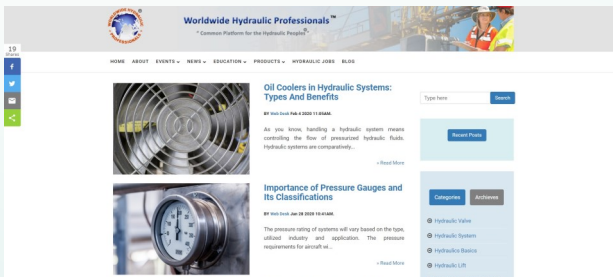 Worldwide Hydraulic Professionals™
" Common Platform for the Hydraulic Peoples"®
19
Shares
HOME ABOUT EVENTS NEWS EDUCATION PRODUCTS HYDRAULIC JOBS BLOG
Oil Coolers in Hydraulic Systems:
Types And Benefits
BY Web Desk Feb 4 2020 11:05AM.
As you know, handling a hydraulic system means
controlling the flow of pressurized hydraulic fluids.
Hydraulic systems are comparatively...
» Read More
Importance of Pressure Gauges and
Its Classifications
BY Web Desk Jan 28 2020 10:41AM.
The pressure rating of systems will vary based on the type,
utilized industry and application. The pressure
requirements for aircraft wi...
» Read More
Type here
Search
Recent Posts
Categories
Archieves
Hydraulic Valve
Hydraulic System
Hydraulics Basics
Hydraulic Lift